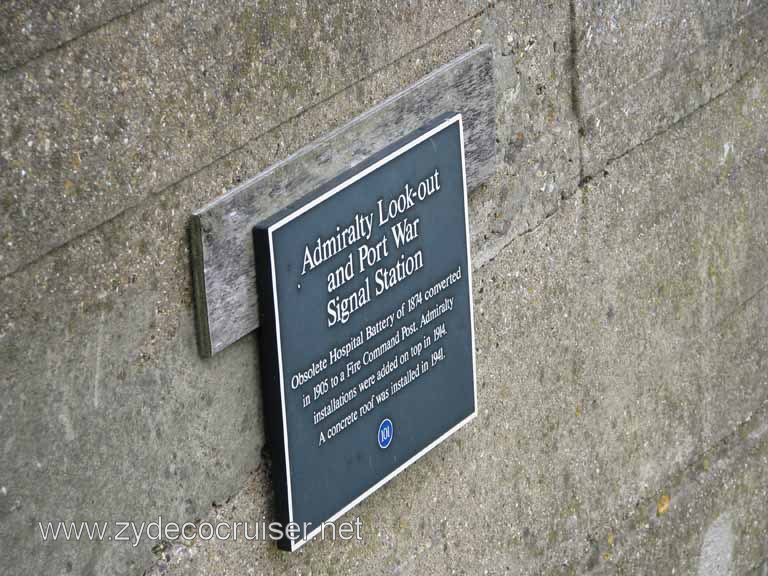 Admiralty Look-out
and Port War
Signal Station
Obsolete Hospital Battery of 1874 converted
in 1905 to a Fire Command Post. Admiralty
installations were added on top in 1914.
A concrete roof was installed in 1941.
101
www.zydecocruiser.net